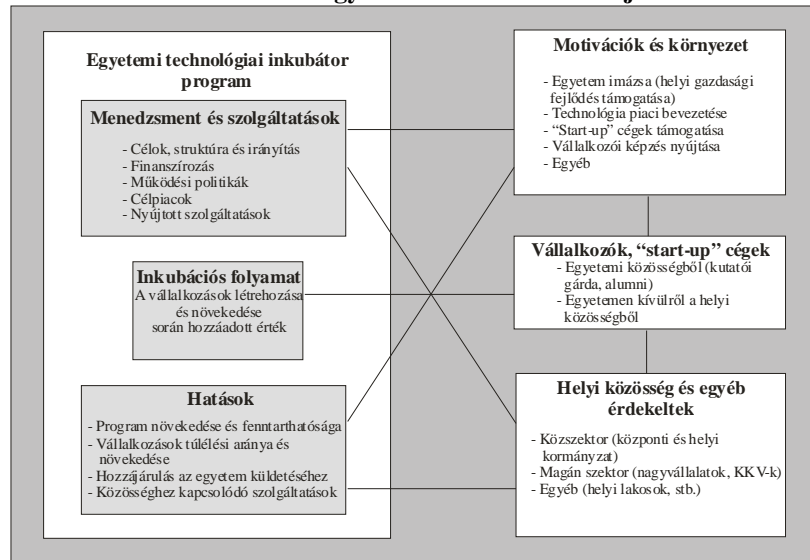 Egyetemi technológiai inkubátor
program
Menedzsment és szolgáltatások
- Célok, struktúra és irányítás
- Finanszírozás
- Működési politikák
- Célpiacok
- Nyújtott szolgáltatások
Inkubációs folyamat
A vállalkozások létrehozása
és növekedése
során hozzáadott érték
Hatások
- Program növekedése és fenntarthatósága
- Vállalkozások túlélési aránya és
növekedése
- Hozzájárulás az egyetem küldetéséhez
- Közösséghez kapcsolódó szolgáltatások
Motivációk és környezet
- Egyetem imázsa (helyi gazdasági
fejlődés támogatása)
- Technológia piaci bevezetése
- “Start-up” cégek támogatása
- Vállalkozói képzés nyújtása
- Egyéb
Vállalkozók, “start-up” cégek
- Egyetemi közösségből (kutatói
gárda, alumni)
- Egyetemen kívülről a helyi
közösségből
Helyi közösség és egyéb
érdekeltek
- Közszektor (központi és helyi
kormányzat)
- Magán szektor (nagyvállalatok, KKV-k)
- Egyéb (helyi lakosok, stb.)